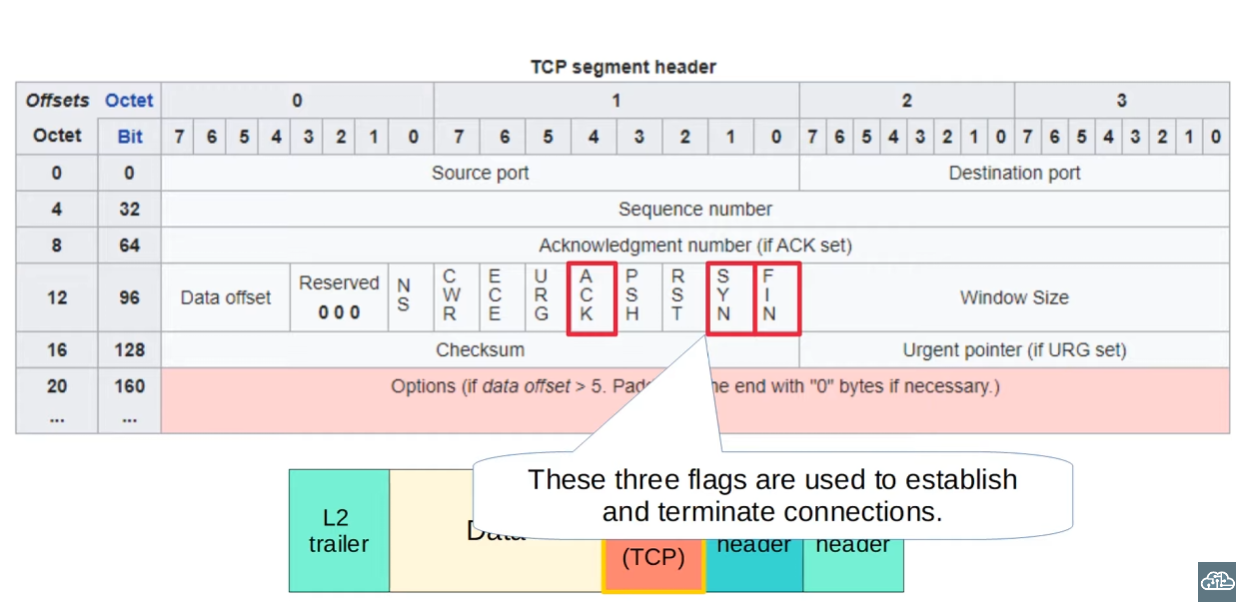 TCP segment header
Offsets Octet 0 1 2 3
Octet Bit 7 6 5 4 3 2 1 0 7 6 5 4 3 2 1 0 7 6 5 4 3 2 1 0 7 6 5 4 3 2 1 0
0 0 Source port Destination port
4 32 Sequence number
8 64 Acknowledgment number (if ACK set)
12 96 Data offset Reserved 0 0 0 NS CWR ECE URG ACK PSH RST SYN FIN Window Size
16 128 Checksum Urgent pointer (if URG set)
20 160 Options (if data offset > 5. he end with "0" bytes if necessary.)
... ...
These three flags are used to establish
and terminate connections.
L2
trailer
Data
(TCP)
header
header